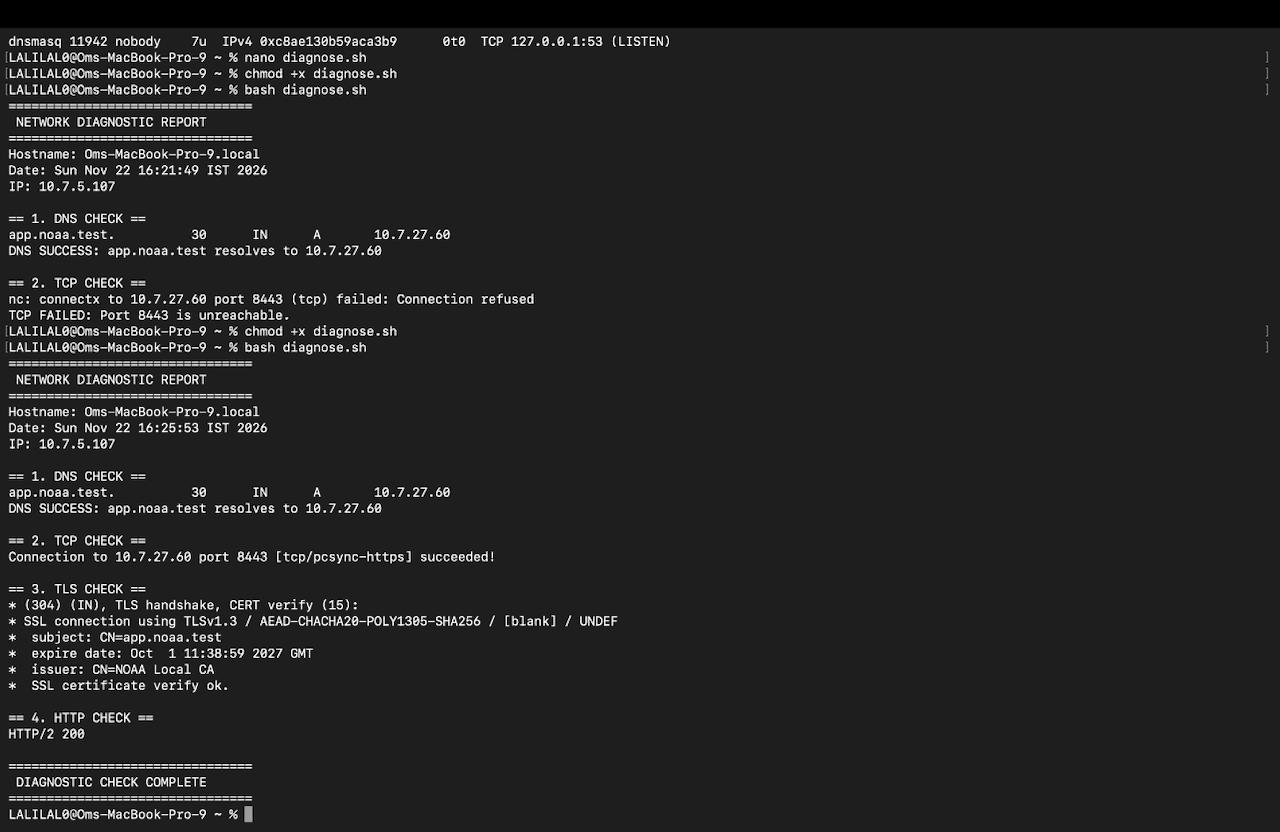 dnsmasq 11942 nobody    7u  IPv4 0xc8ae130b59aca3b9      0t0  TCP 127.0.0.1:53 (LISTEN)
[LALILAL0@Oms-MacBook-Pro-9 ~ % nano diagnose.sh ]
[LALILAL0@Oms-MacBook-Pro-9 ~ % chmod +x diagnose.sh ]
[LALILAL0@Oms-MacBook-Pro-9 ~ % bash diagnose.sh ]
================================
 NETWORK DIAGNOSTIC REPORT
================================
Hostname: Oms-MacBook-Pro-9.local
Date: Sun Nov 22 16:21:49 IST 2026
IP: 10.7.5.107

== 1. DNS CHECK ==
app.noaa.test.          30      IN      A       10.7.27.60
DNS SUCCESS: app.noaa.test resolves to 10.7.27.60

== 2. TCP CHECK ==
nc: connectx to 10.7.27.60 port 8443 (tcp) failed: Connection refused
TCP FAILED: Port 8443 is unreachable.
[LALILAL0@Oms-MacBook-Pro-9 ~ % chmod +x diagnose.sh ]
[LALILAL0@Oms-MacBook-Pro-9 ~ % bash diagnose.sh ]
================================
 NETWORK DIAGNOSTIC REPORT
================================
Hostname: Oms-MacBook-Pro-9.local
Date: Sun Nov 22 16:25:53 IST 2026
IP: 10.7.5.107

== 1. DNS CHECK ==
app.noaa.test.          30      IN      A       10.7.27.60
DNS SUCCESS: app.noaa.test resolves to 10.7.27.60

== 2. TCP CHECK ==
Connection to 10.7.27.60 port 8443 [tcp/pcsync-https] succeeded!

== 3. TLS CHECK ==
* (304) (IN), TLS handshake, CERT verify (15):
* SSL connection using TLSv1.3 / AEAD-CHACHA20-POLY1305-SHA256 / [blank] / UNDEF
*  subject: CN=app.noaa.test
*  expire date: Oct  1 11:38:59 2027 GMT
*  issuer: CN=NOAA Local CA
*  SSL certificate verify ok.

== 4. HTTP CHECK ==
HTTP/2 200

================================
 DIAGNOSTIC CHECK COMPLETE
================================
LALILAL0@Oms-MacBook-Pro-9 ~ %